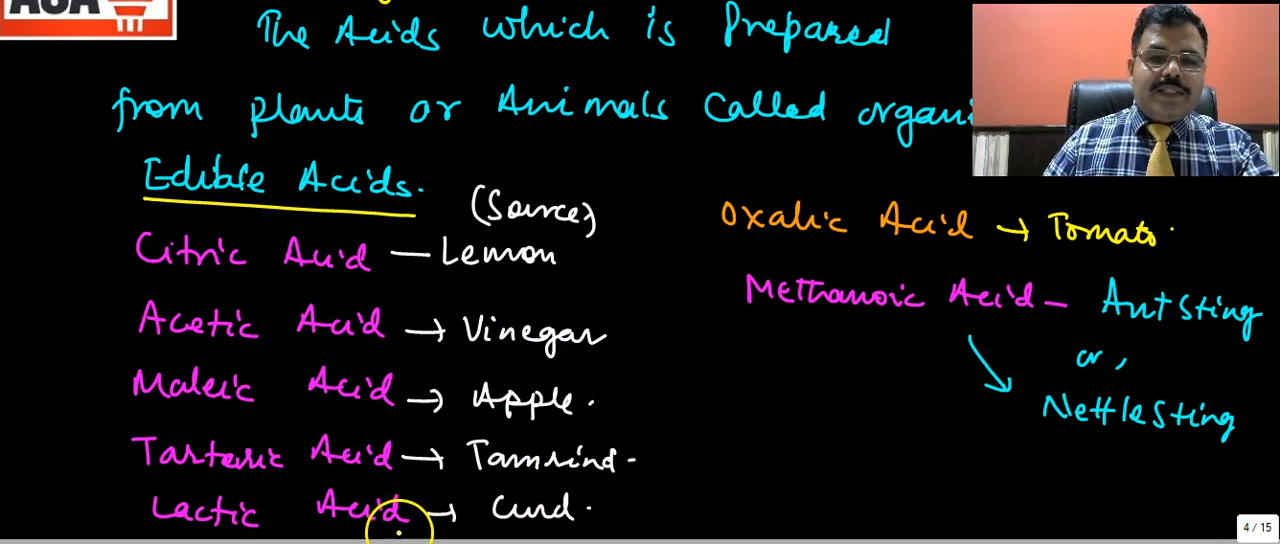 The Acids which is Prepared
from plants or Animals Called organi
Edible Acids.
(Source)
Citric Acid — Lemon
Acetic Acid → Vinegar
Maleic Acid → Apple.
Tartaric Acid → Tamrind.
Lactic Acid → Curd.
Oxalic Acid → Tomato.
Methanoic Acid — Ant sting
or,
Nettle Sting
4 / 15